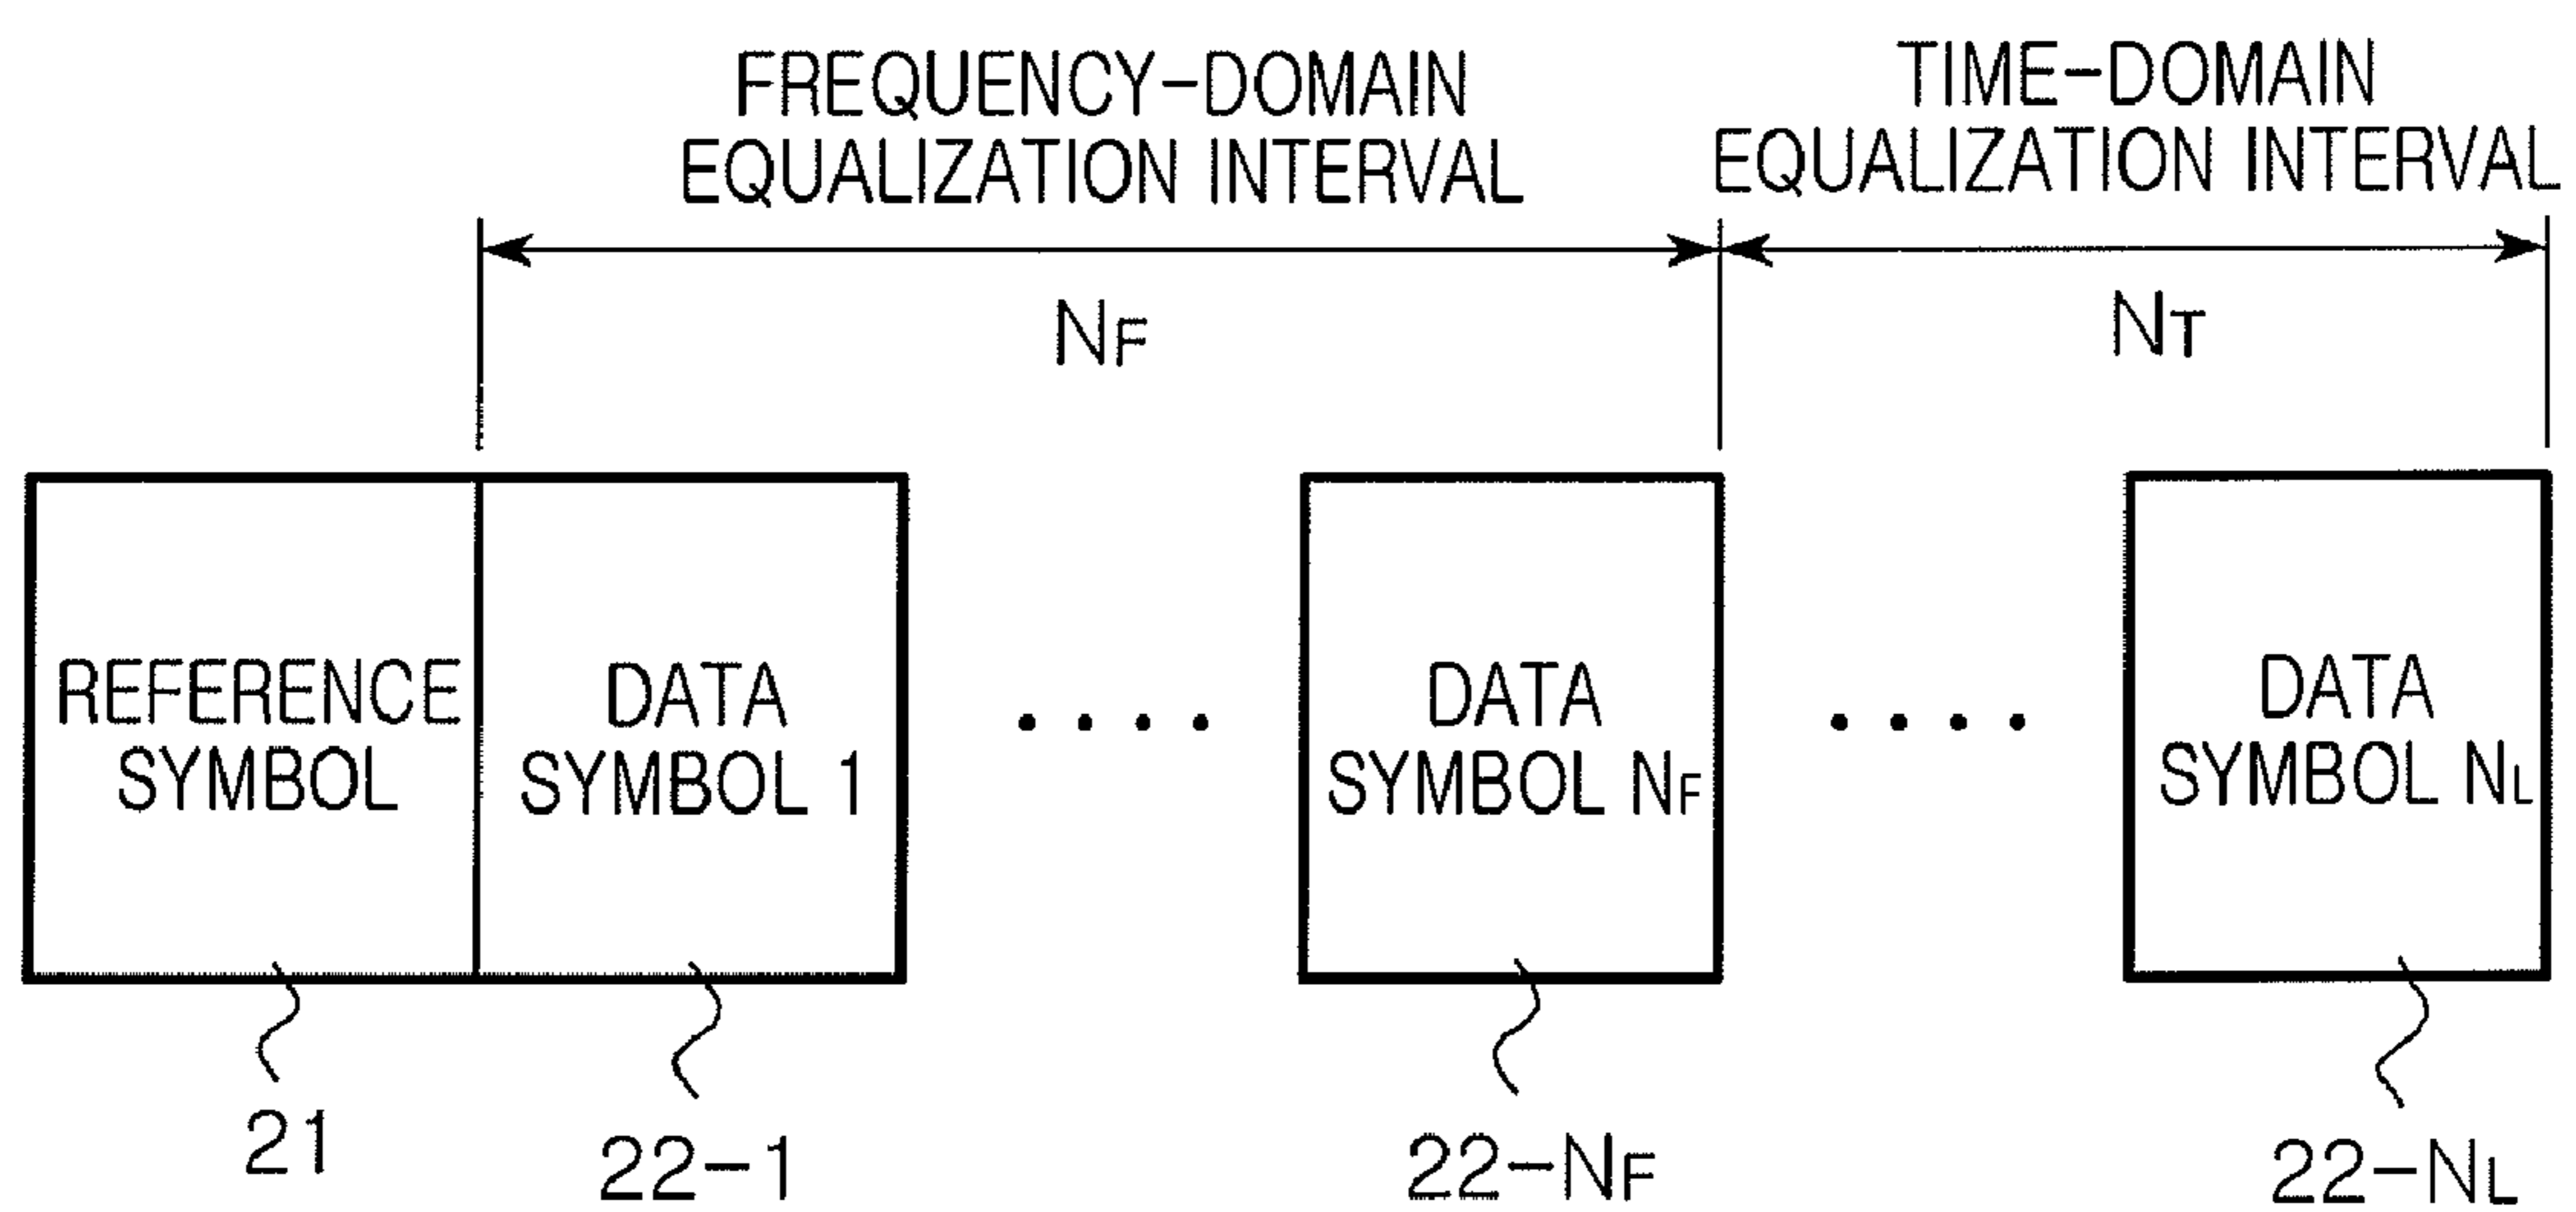 FREQUENCY-DOMAIN
EQUALIZATION INTERVAL
TIME-DOMAIN
EQUALIZATION INTERVAL
NF
NT
REFERENCE
SYMBOL
DATA
SYMBOL 1
DATA
SYMBOL NF
DATA
SYMBOL NL
21
22-1
22-NF
22-NL